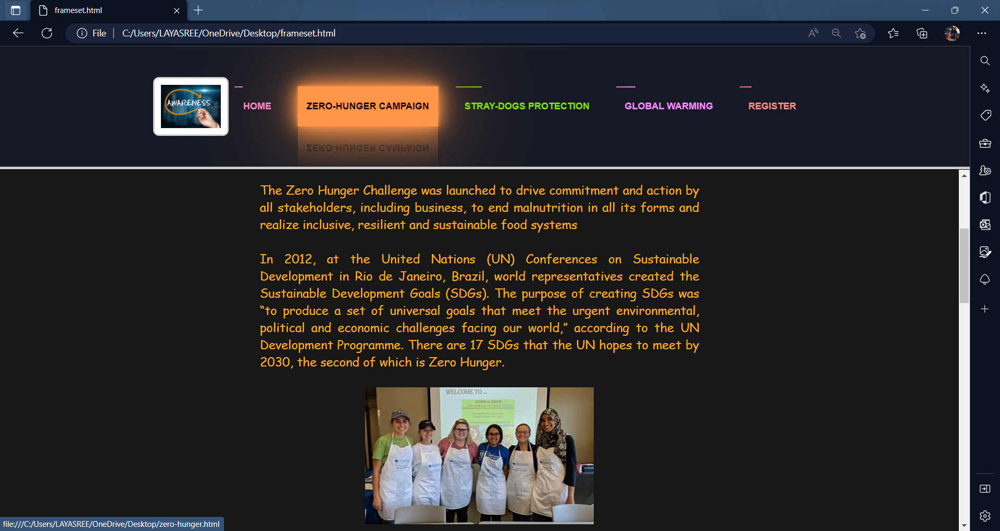 frameset.html
File
C:/Users/LAYASREE/OneDrive/Desktop/frameset.html
AWARENESS
HOME
ZERO-HUNGER CAMPAIGN
STRAY-DOGS PROTECTION
GLOBAL WARMING
REGISTER
ZERO-HUNGER CAMPAIGN
The Zero Hunger Challenge was launched to drive commitment and action by
all stakeholders, including business, to end malnutrition in all its forms and
realize inclusive, resilient and sustainable food systems
In 2012, at the United Nations (UN) Conferences on Sustainable
Development in Rio de Janeiro, Brazil, world representatives created the
Sustainable Development Goals (SDGs). The purpose of creating SDGs was
“to produce a set of universal goals that meet the urgent environmental,
political and economic challenges facing our world,” according to the UN
Development Programme. There are 17 SDGs that the UN hopes to meet by
2030, the second of which is Zero Hunger.
WELCOME TO ...
FARM-to-FORK
file:///C:/Users/LAYASREE/OneDrive/Desktop/zero-hunger.html